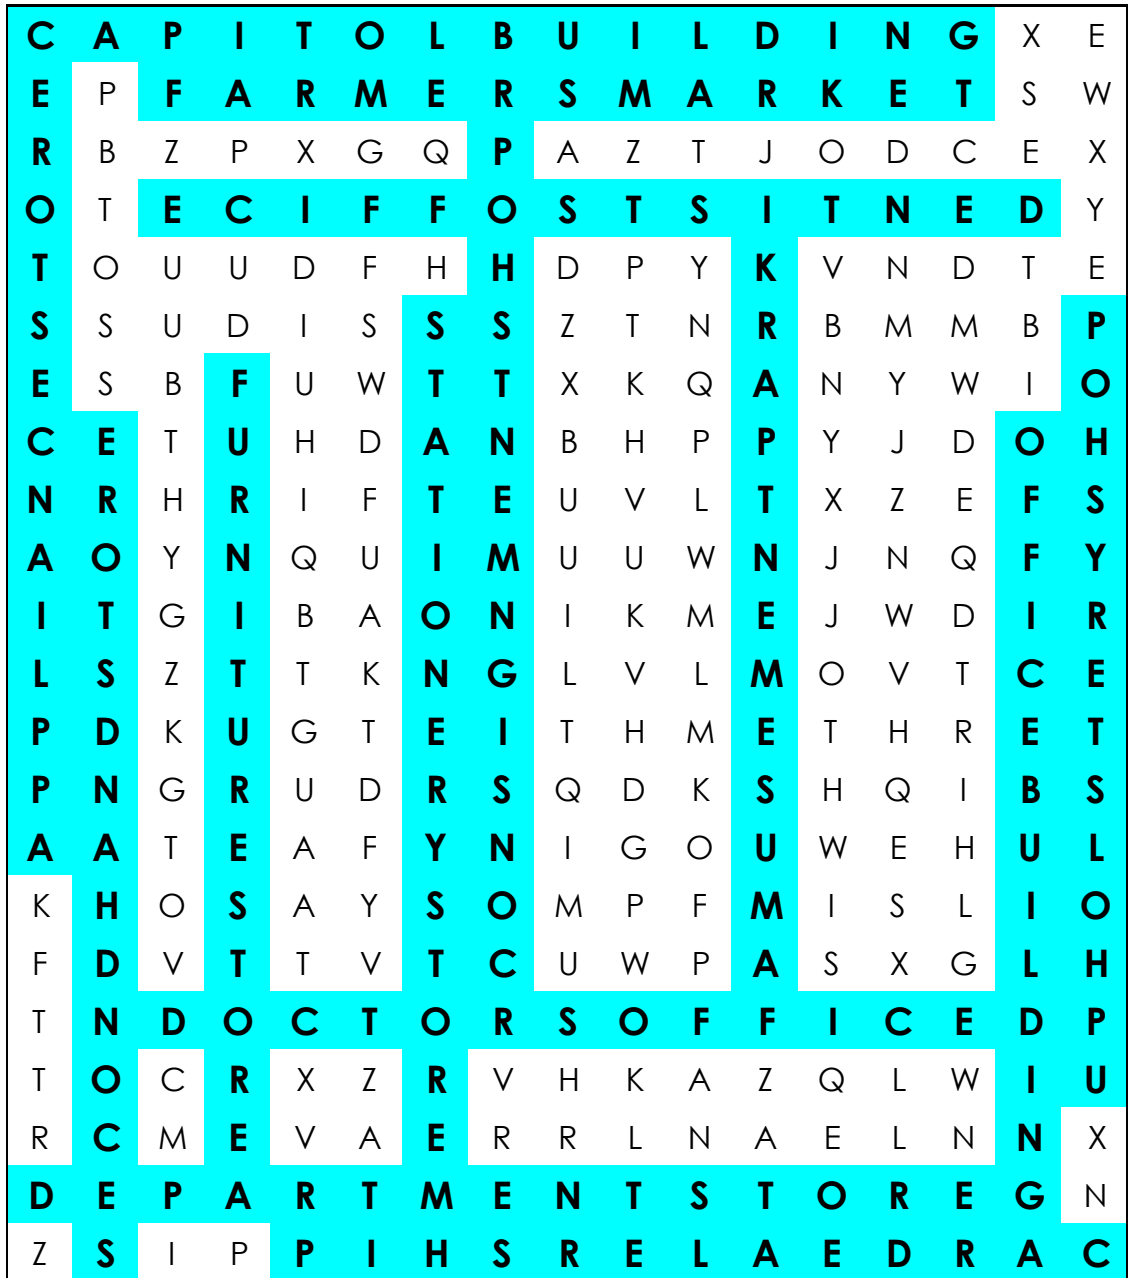 C A P I T O L B U I L D I N G X E
E P F A R M E R S M A R K E T S W
R B Z P X G Q P A Z T J O D C E X
O T E C I F F O S T S I T N E D Y
T O U U D F H H D P Y K V N D T E
S S U D I S S S Z T N R B M M B P
E S B F U W T T X K Q A N Y W I O
C E T U H D A N B H P P Y J D O H
N R H R I F T E U V L T X Z E F S
A O Y N Q U I M U U W N J N Q F Y
I T G I B A O N I K M E J W D I R
L S Z T T K N G L V L M O V T C E
P D K U G T E I T H M E T H R E T
P N G R U D R S Q D K S H Q I B S
A A T E A F Y N I G O U W E H U L
K H O S A Y S O M P F M I S L I O
F D V T T V T C U W P A S X G L H
T N D O C T O R S O F F I C E D P
T O C R X Z R V H K A Z Q L W I U
R C M E V A E R R L N A E L N N X
D E P A R T M E N T S T O R E G N
Z S I P P I H S R E L A E D R A C